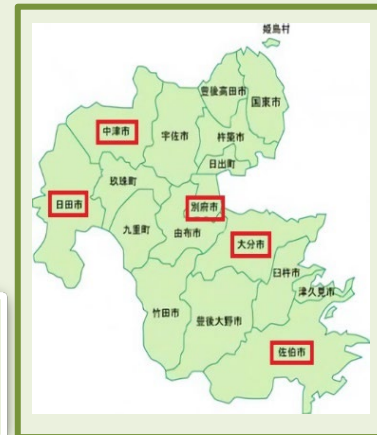 姫島村
豊後高田市
国東市
中津市
宇佐市
杵築市
日出町
玖珠町
日田市
別府市
九重町
由布市
大分市
臼杵市
津久見市
竹田市
豊後大野市
佐伯市